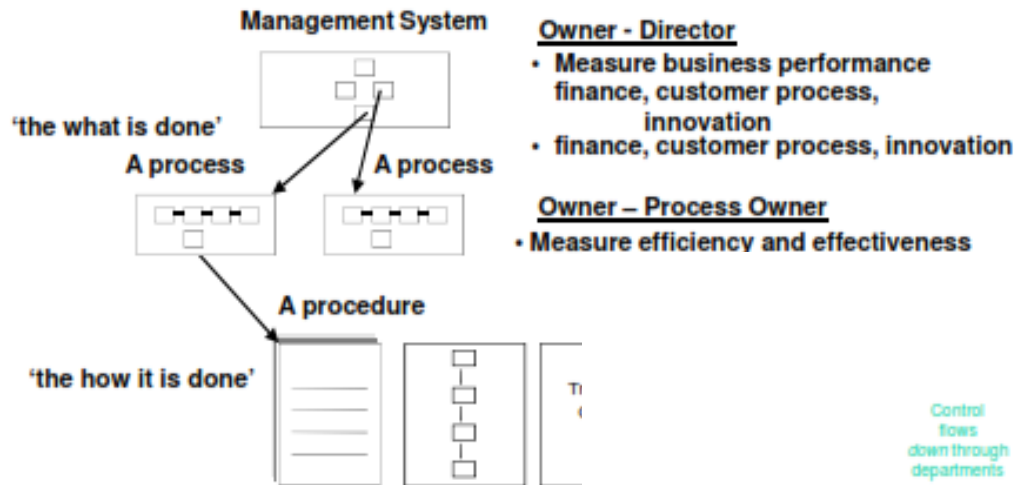 Management System
Owner - Director
• Measure business performance
finance, customer process,
innovation
• finance, customer process, innovation
'the what is done'
A process
A process
Owner – Process Owner
• Measure efficiency and effectiveness
A procedure
'the how it is done'
Control
flows
down through
departments